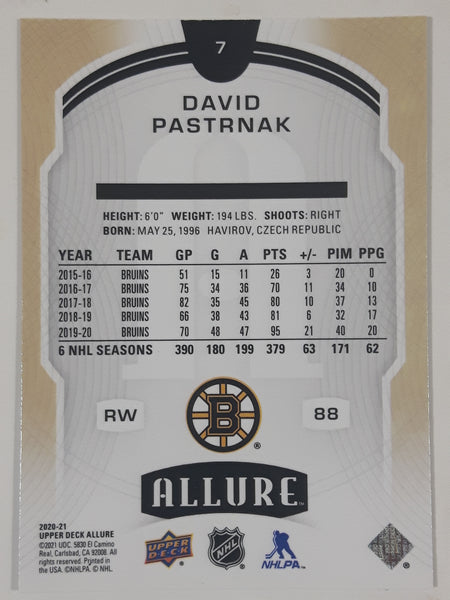 7
DAVID
PASTRNAK
HEIGHT: 6'0" WEIGHT: 194 LBS. SHOOTS: RIGHT
BORN: MAY 25, 1996 HAVIROV, CZECH REPUBLIC
YEAR TEAM GP G A PTS +/- PIM PPG
2015-16 BRUINS 51 15 11 26 3 20 0
2016-17 BRUINS 75 34 36 70 11 34 10
2017-18 BRUINS 82 35 45 80 10 37 13
2018-19 BRUINS 66 38 43 81 6 32 17
2019-20 BRUINS 70 48 47 95 21 40 20
6 NHL SEASONS 390 180 199 379 63 171 62
RW B ® 88
ALLURE™
2020-21
UPPER DECK ALLURE
©2021 UDC. 5830 El Camino
Real, Carlsbad, CA 92008. All
rights reserved. Printed in
the USA. ©NHLPA. © NHL.
UPPER DECK NHL NHLPA